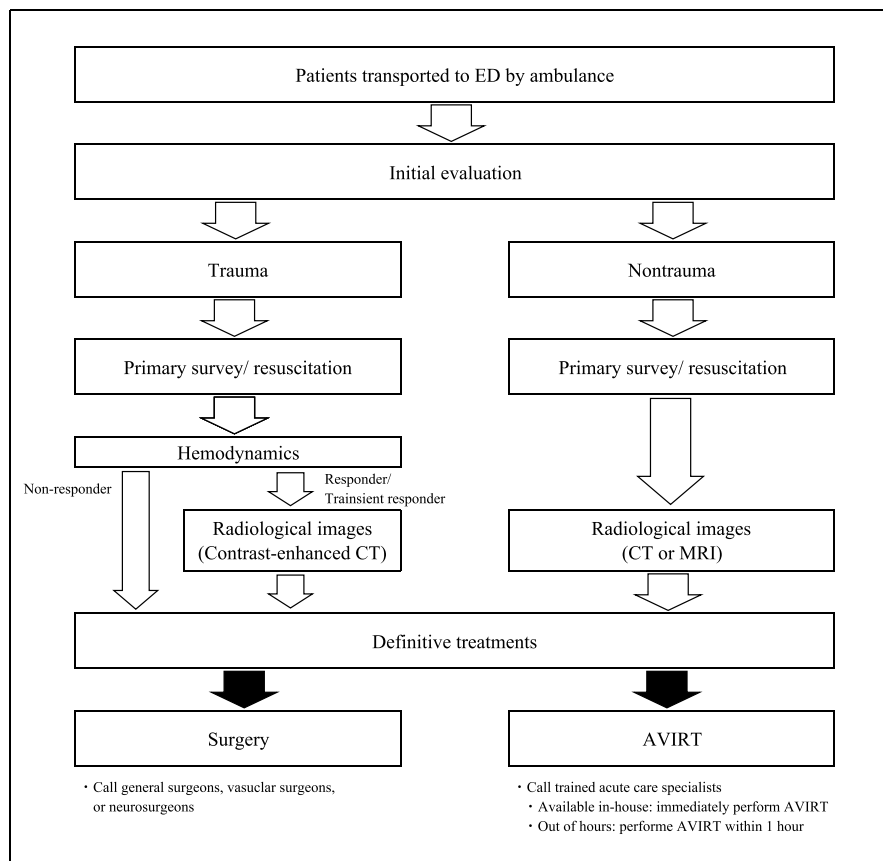 Patients transported to ED by ambulance
Initial evaluation
Trauma
Nontrauma
Primary survey/ resuscitation
Primary survey/ resuscitation
Hemodynamics
Non-responder
Responder/
Trainsient responder
Radiological images
(Contrast-enhanced CT)
Radiological images
(CT or MRI)
Definitive treatments
Surgery
AVIRT
・Call general surgeons, vasuclar surgeons,
or neurosurgeons
・Call trained acute care specialists
・Available in-house: immediately perform AVIRT
・Out of hours: performe AVIRT within 1 hour